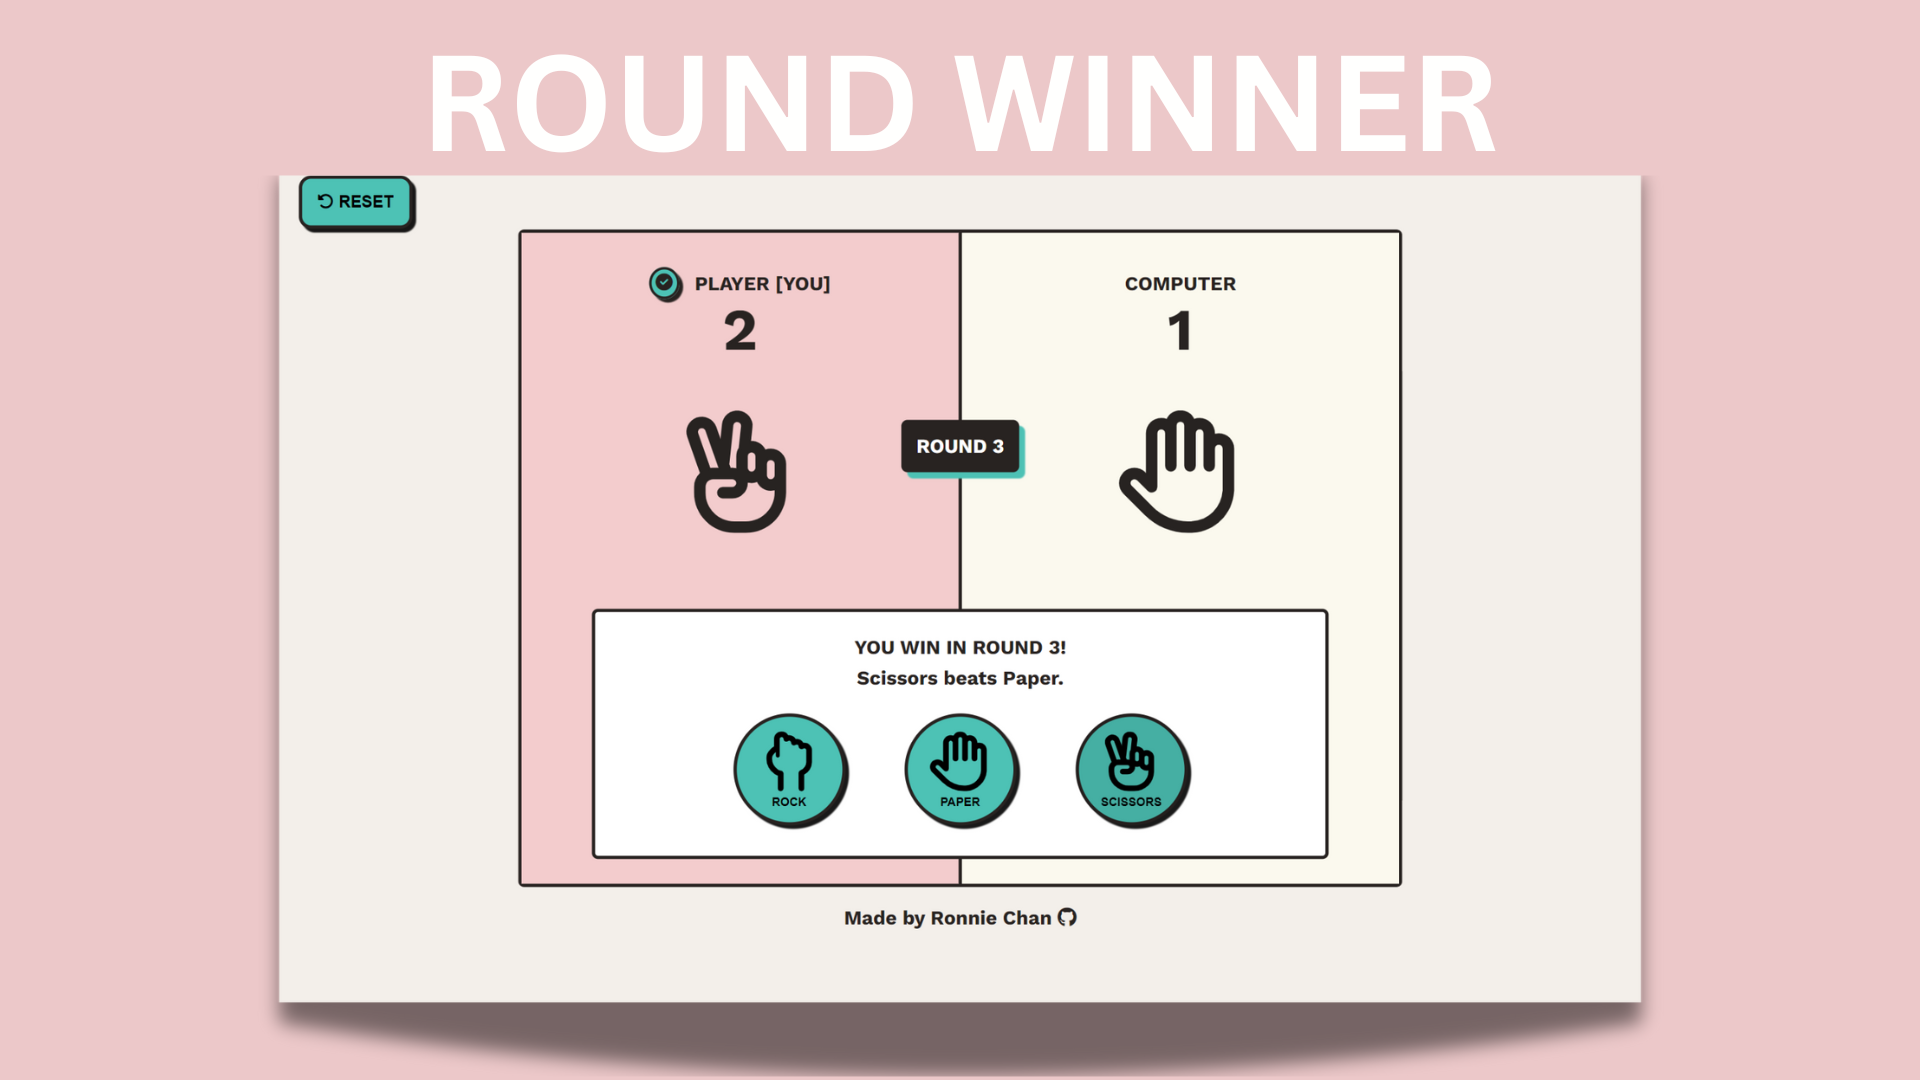 ROUND WINNER
RESET
PLAYER [YOU]
2
COMPUTER
1
ROUND 3
YOU WIN IN ROUND 3!
Scissors beats Paper.
ROCK
PAPER
SCISSORS
Made by Ronnie Chan